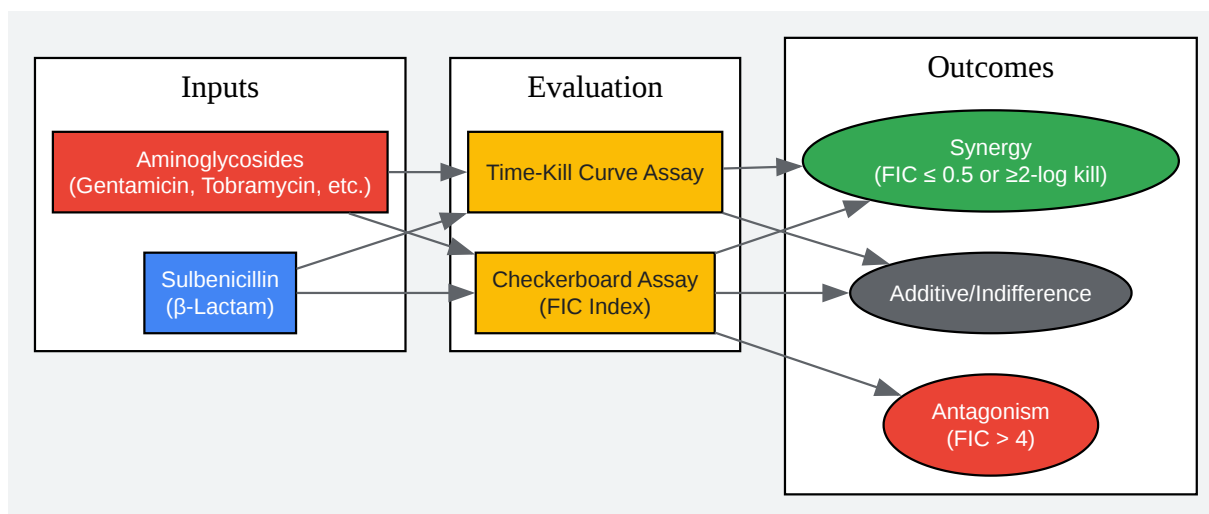 Inputs
Aminoglycosides
(Gentamicin, Tobramycin, etc.)
Sulbenicillin
(β-Lactam)
Evaluation
Time-Kill Curve Assay
Checkerboard Assay
(FIC Index)
Outcomes
Synergy
(FIC ≤ 0.5 or ≥2-log kill)
Additive/Indifference
Antagonism
(FIC > 4)